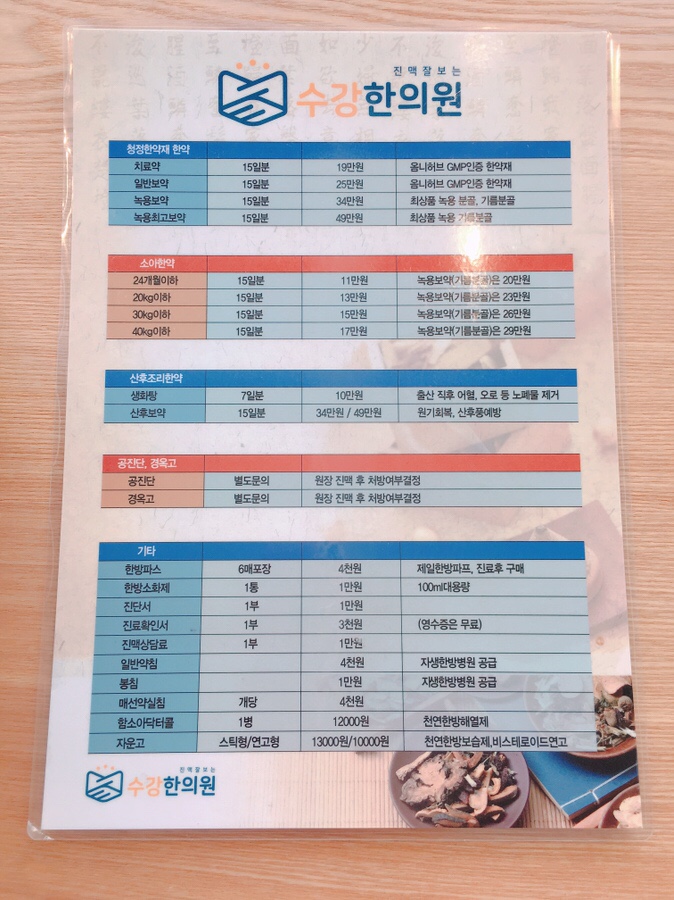 진맥잘보는
수강한의원
청정한약재 한약
치료약 15일분 19만원 옴니허브 GMP인증 한약재
일반보약 15일분 25만원 옴니허브 GMP인증 한약재
녹용보약 15일분 34만원 최상품 녹용 분골, 기름분골
녹용최고보약 15일분 49만원 최상품 녹용 기름분골
소아한약
24개월이하 15일분 11만원 녹용보약(기름분골)은 20만원
20kg이하 15일분 13만원 녹용보약(기름분골)은 23만원
30kg이하 15일분 15만원 녹용보약(기름분골)은 26만원
40kg이하 15일분 17만원 녹용보약(기름분골)은 29만원
산후조리한약
생화탕 7일분 10만원 출산 직후 어혈, 오로 등 노폐물 제거
산후보약 15일분 34만원 / 49만원 원기회복, 산후풍예방
공진단, 경옥고
공진단 별도문의 원장 진맥 후 처방여부결정
경옥고 별도문의 원장 진맥 후 처방여부결정
기타
한방파스 6매포장 4천원 제일한방파프, 진료후 구매
한방소화제 1통 1만원 100ml대용량
진단서 1부 1만원
진료확인서 1부 3천원 (영수증은 무료)
진맥상담료 1부 1만원
일반약침 4천원 자생한방병원 공급
봉침 1만원 자생한방병원 공급
매선약실침 개당 4천원
함소아닥터콜 1병 12000원 천연한방해열제
자운고 스틱형/연고형 13000원/10000원 천연한방보습제,비스테로이드연고
진맥잘보는
수강한의원